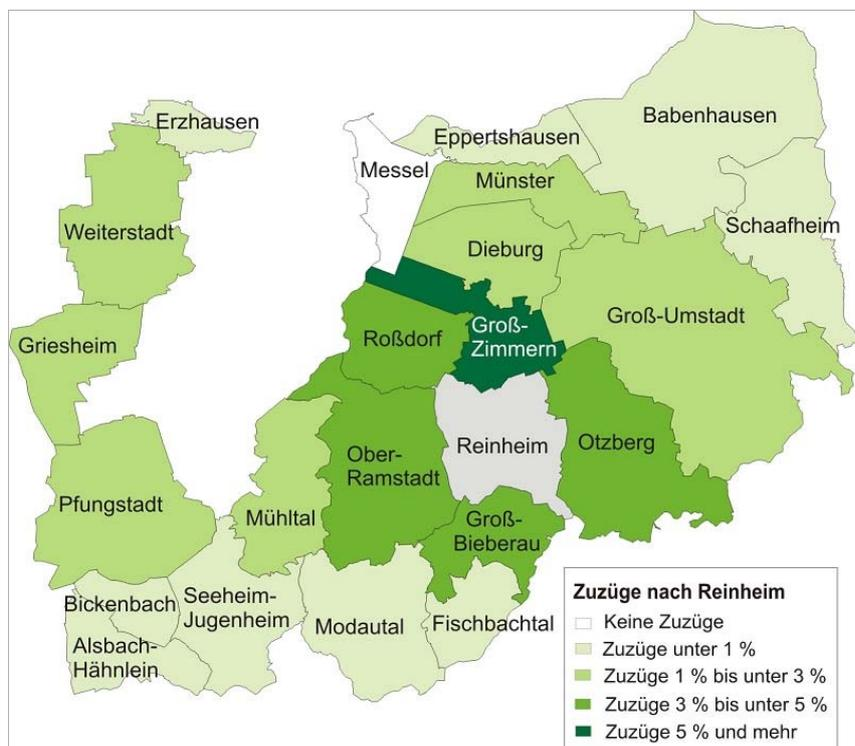 Erzhausen
Babenhausen
Eppertshausen
Messel
Münster
Schaafheim
Weiterstadt
Dieburg
Groß-Umstadt
Groß-
Zimmern
Roßdorf
Griesheim
Reinheim
Otzberg
Ober-
Ramstadt
Pfungstadt
Mühltal
Groß-
Bieberau
Bickenbach
Seeheim-
Jugenheim
Modautal
Fischbachtal
Alsbach-
Hähnlein
Zuzüge nach Reinheim
Keine Zuzüge
Zuzüge unter 1 %
Zuzüge 1 % bis unter 3 %
Zuzüge 3 % bis unter 5 %
Zuzüge 5 % und mehr